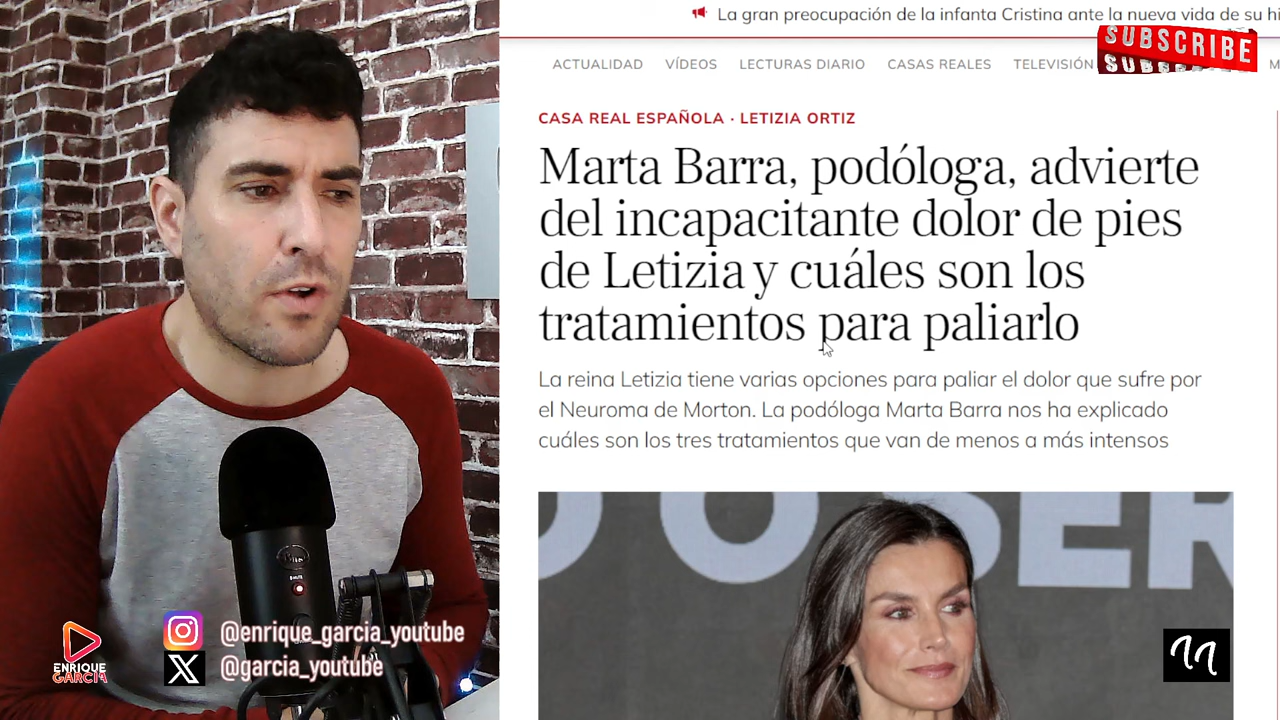 La gran preocupación de la infanta Cristina ante la nueva vida de su hi
SUBSCRIBE
ACTUALIDAD VÍDEOS LECTURAS DIARIO CASAS REALES TELEVISIÓN M
CASA REAL ESPAÑOLA · LETIZIA ORTIZ
Marta Barra, podóloga, advierte
del incapacitante dolor de pies
de Letizia y cuáles son los
tratamientos para paliarlo
La reina Letizia tiene varias opciones para paliar el dolor que sufre por
el Neuroma de Morton. La podóloga Marta Barra nos ha explicado
cuáles son los tres tratamientos que van de menos a más intensos
O SER
@enrique_garcia_youtube
@garcia_youtube
ENRIQUE
GARCIA